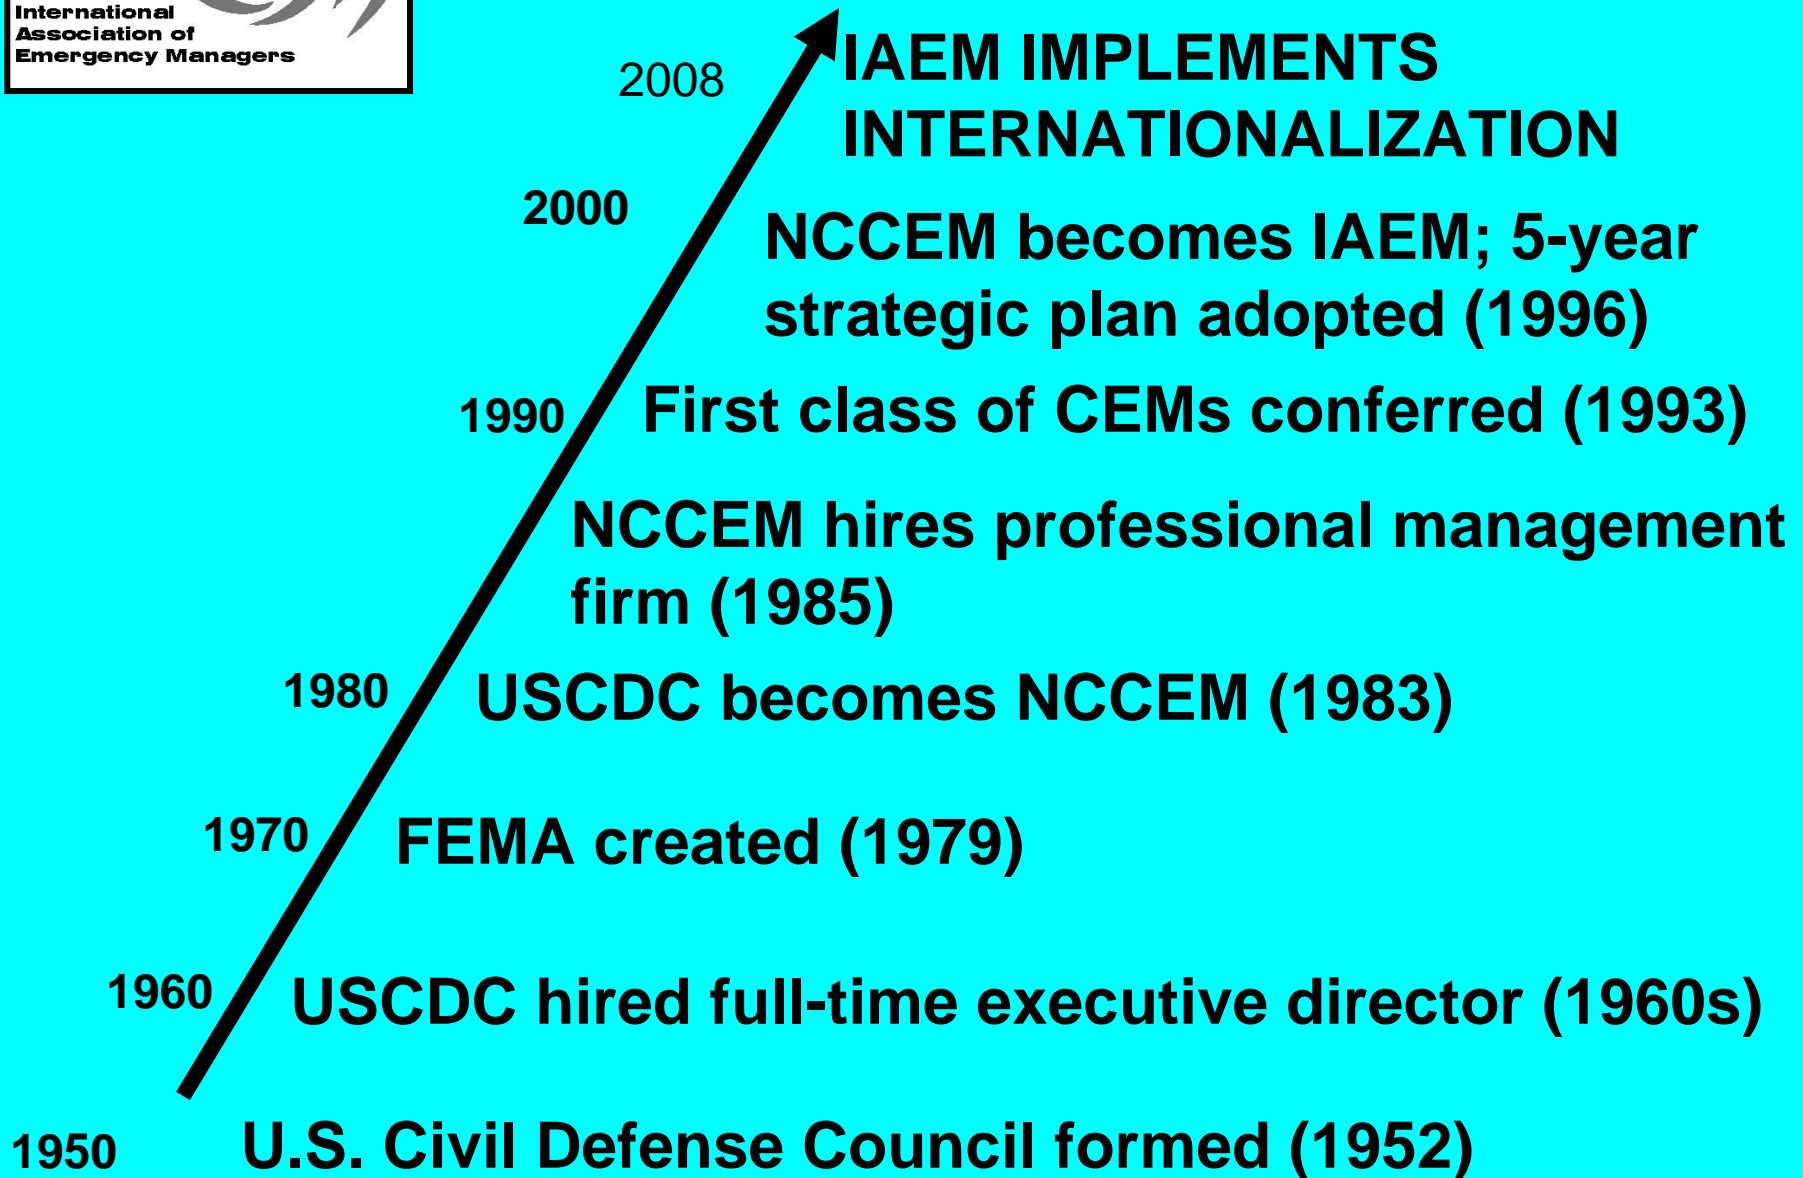 International
Association of
Emergency Managers
2008
IAEM IMPLEMENTS
INTERNATIONALIZATION
2000
NCCEM becomes IAEM; 5-year
strategic plan adopted (1996)
1990
First class of CEMs conferred (1993)
NCCEM hires professional management
firm (1985)
1980
USCDC becomes NCCEM (1983)
1970
FEMA created (1979)
1960
USCDC hired full-time executive director (1960s)
1950
U.S. Civil Defense Council formed (1952)